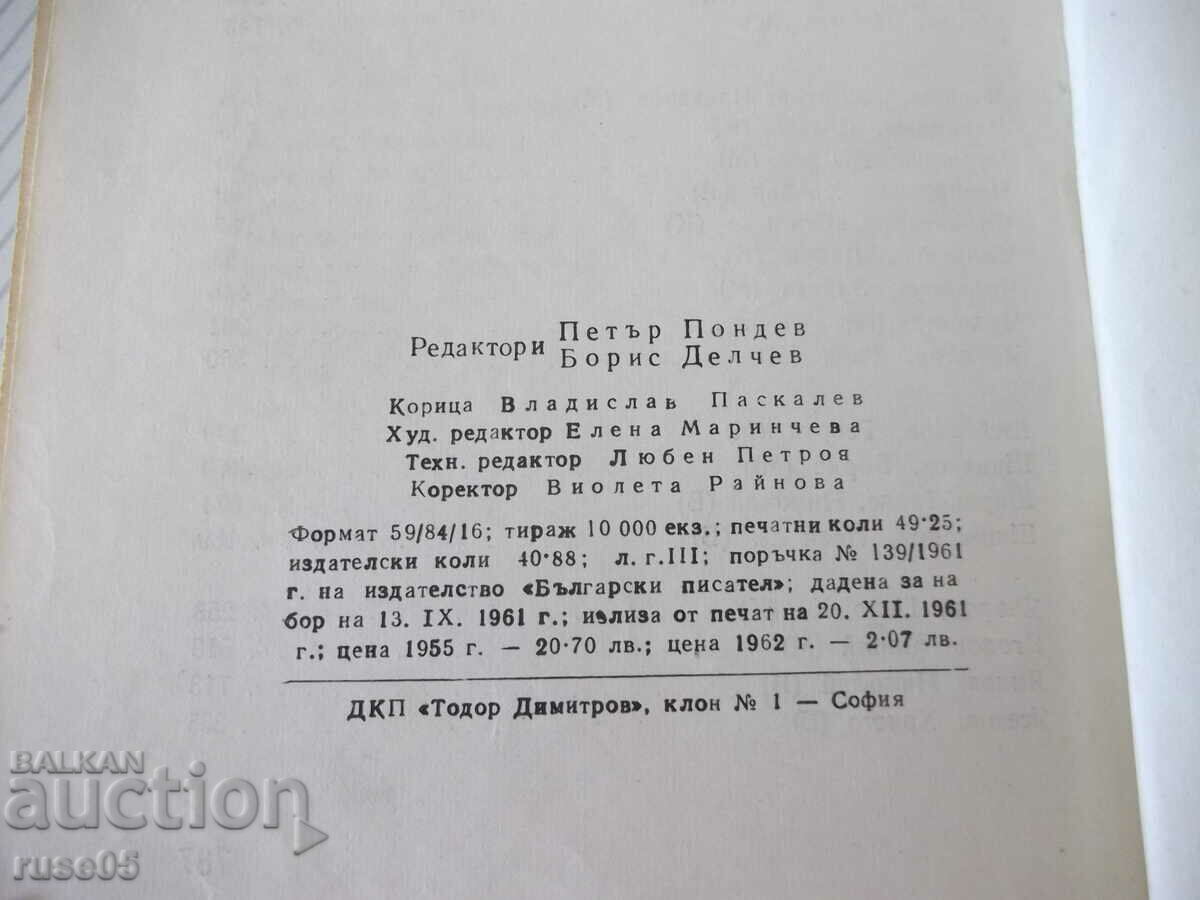 Редактори Петър Пондев
Борис Делчев
Корица Владислав Паскалев
Худ. редактор Елена Маринчева
Техн. редактор Любен Петроя
Коректор Виолета Райнова
Формат 59/84/16; тираж 10 000 екз.; печатни коли 49·25;
издателски коли 40·88; л. г. III; поръчка № 139/1961
г. на издателство «Български писател»; дадена за на
бор на 13. IX. 1961 г.; излиза от печат на 20. XII. 1961
г.; цена 1955 г. — 20·70 лв.; цена 1962 г. — 2·07 лв.
ДКП «Тодор Димитров», клон № 1 — София
BALKAN
auction
ruse05